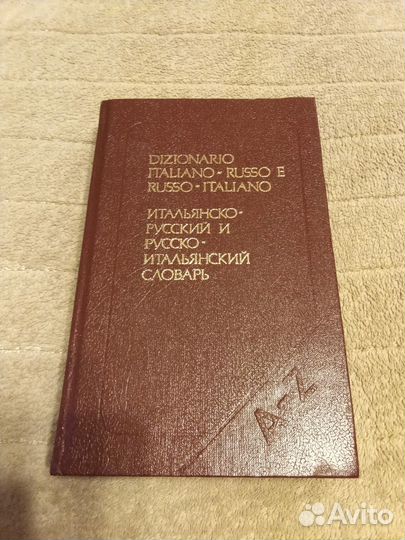 DIZIONARIO
ITALIANO-RUSSO E
RUSSO-ITALIANO
ИТАЛЬЯНСКО-
РУССКИЙ И
РУССКО-
ИТАЛЬЯНСКИЙ
СЛОВАРЬ
A-Z
Avito